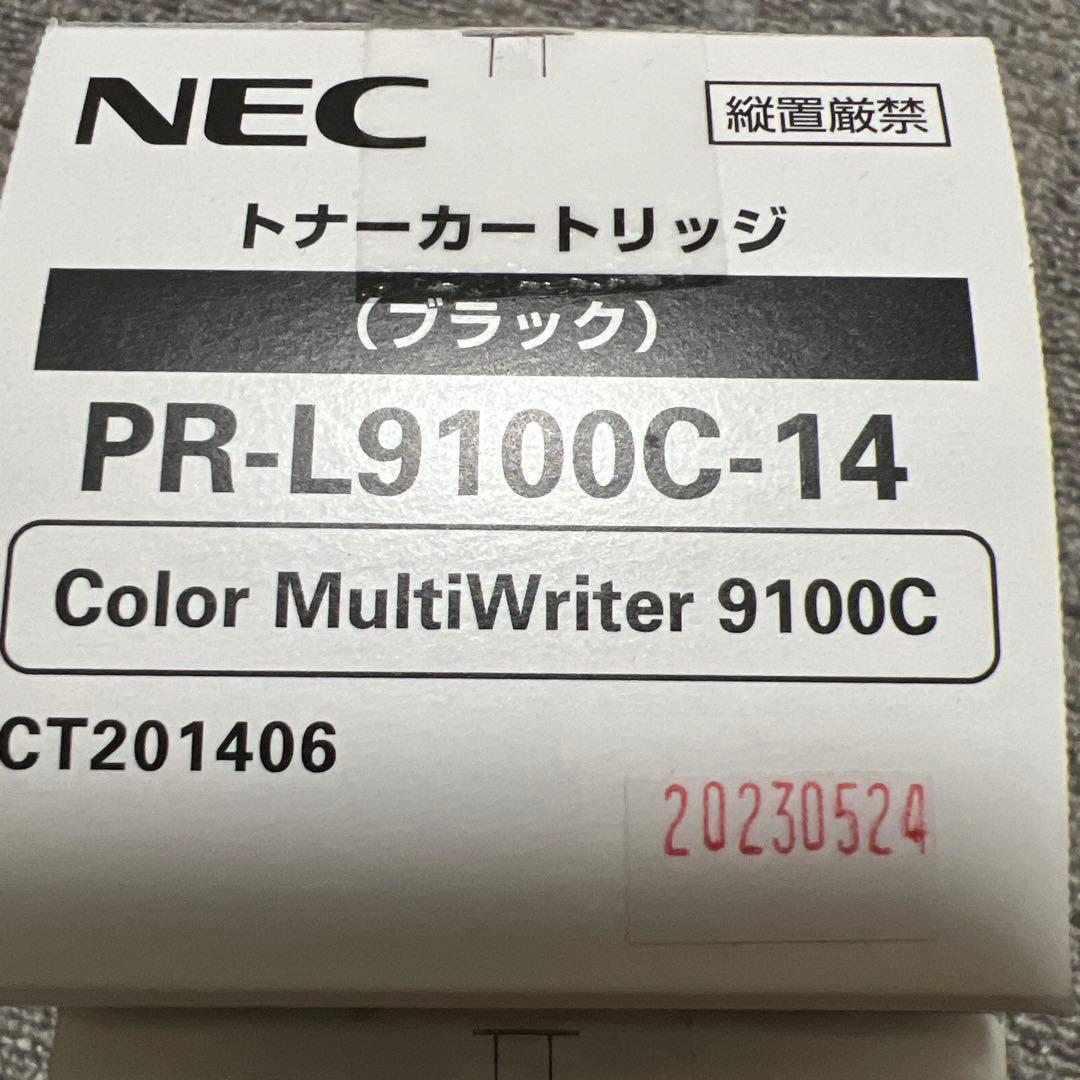 NEC
縦置厳禁
トナーカートリッジ
（ブラック）
PR-L9100C-14
Color MultiWriter 9100C
CT201406
20230524